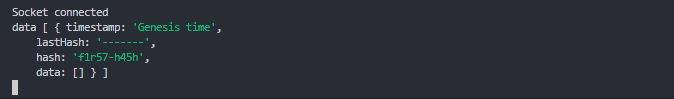 Socket connected
data [ { timestamp: 'Genesis time',
lastHash: '-------',
hash: 'f1r57-h45h',
data: [] } ]